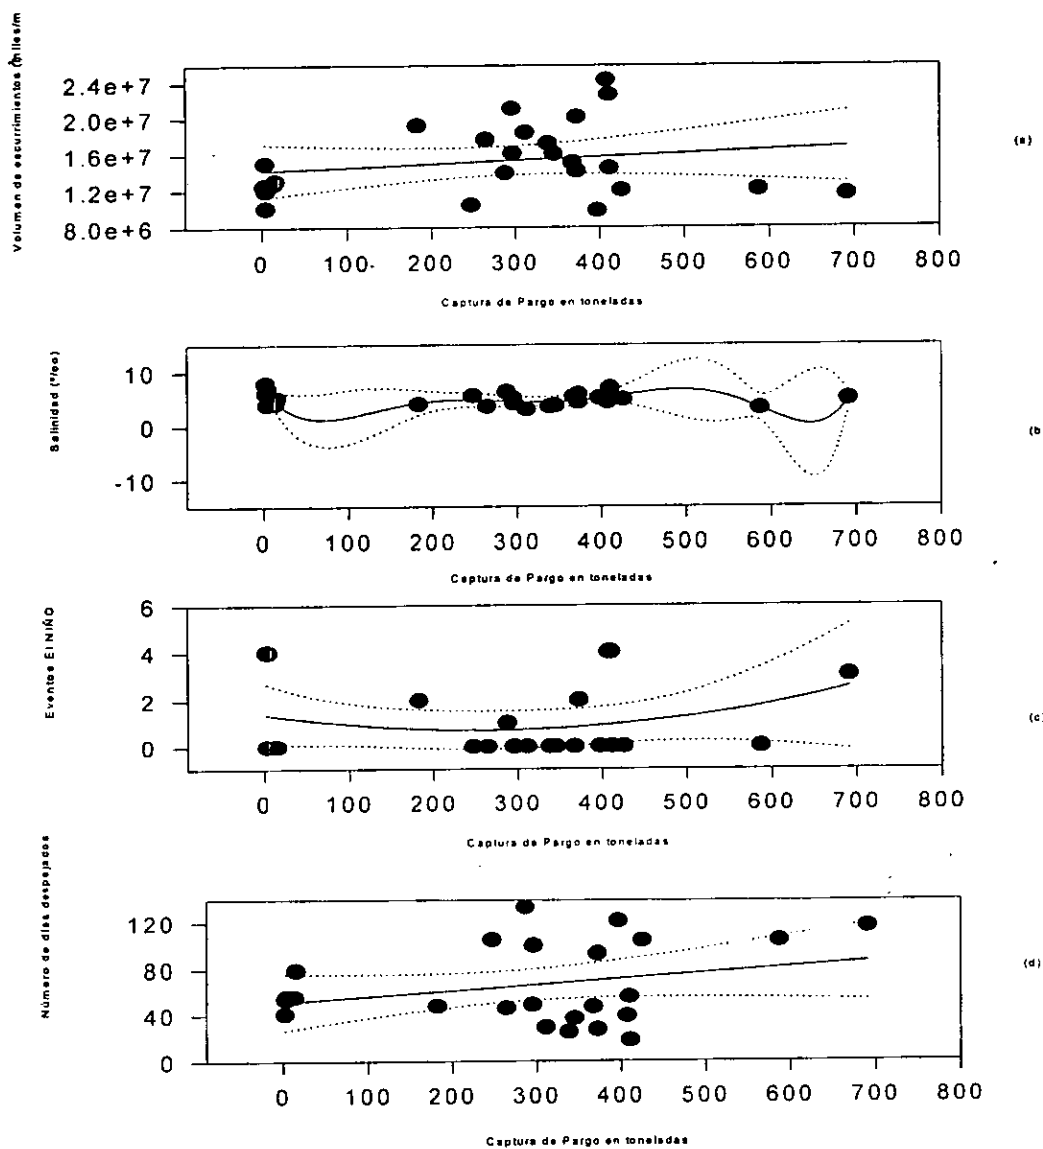 Volumen de escurrimientos (miles/m
2.4e+7
2.0e+7
1.6e+7
1.2e+7
8.0e+6
0 100 200 300 400 500 600 700 800
Captura de Pargo en toneladas
(a)
Salinidad (º/oo)
10
0
-10
0 100 200 300 400 500 600 700 800
Captura de Pargo en toneladas
(b
Eventos El NIÑO
6
4
2
0
0 100 200 300 400 500 600 700 800
Captura de Pargo en toneladas
(c)
Número de días despejados
120
80
40
0
0 100 200 300 400 500 600 700 800
Captura de Pargo en toneladas
(d)